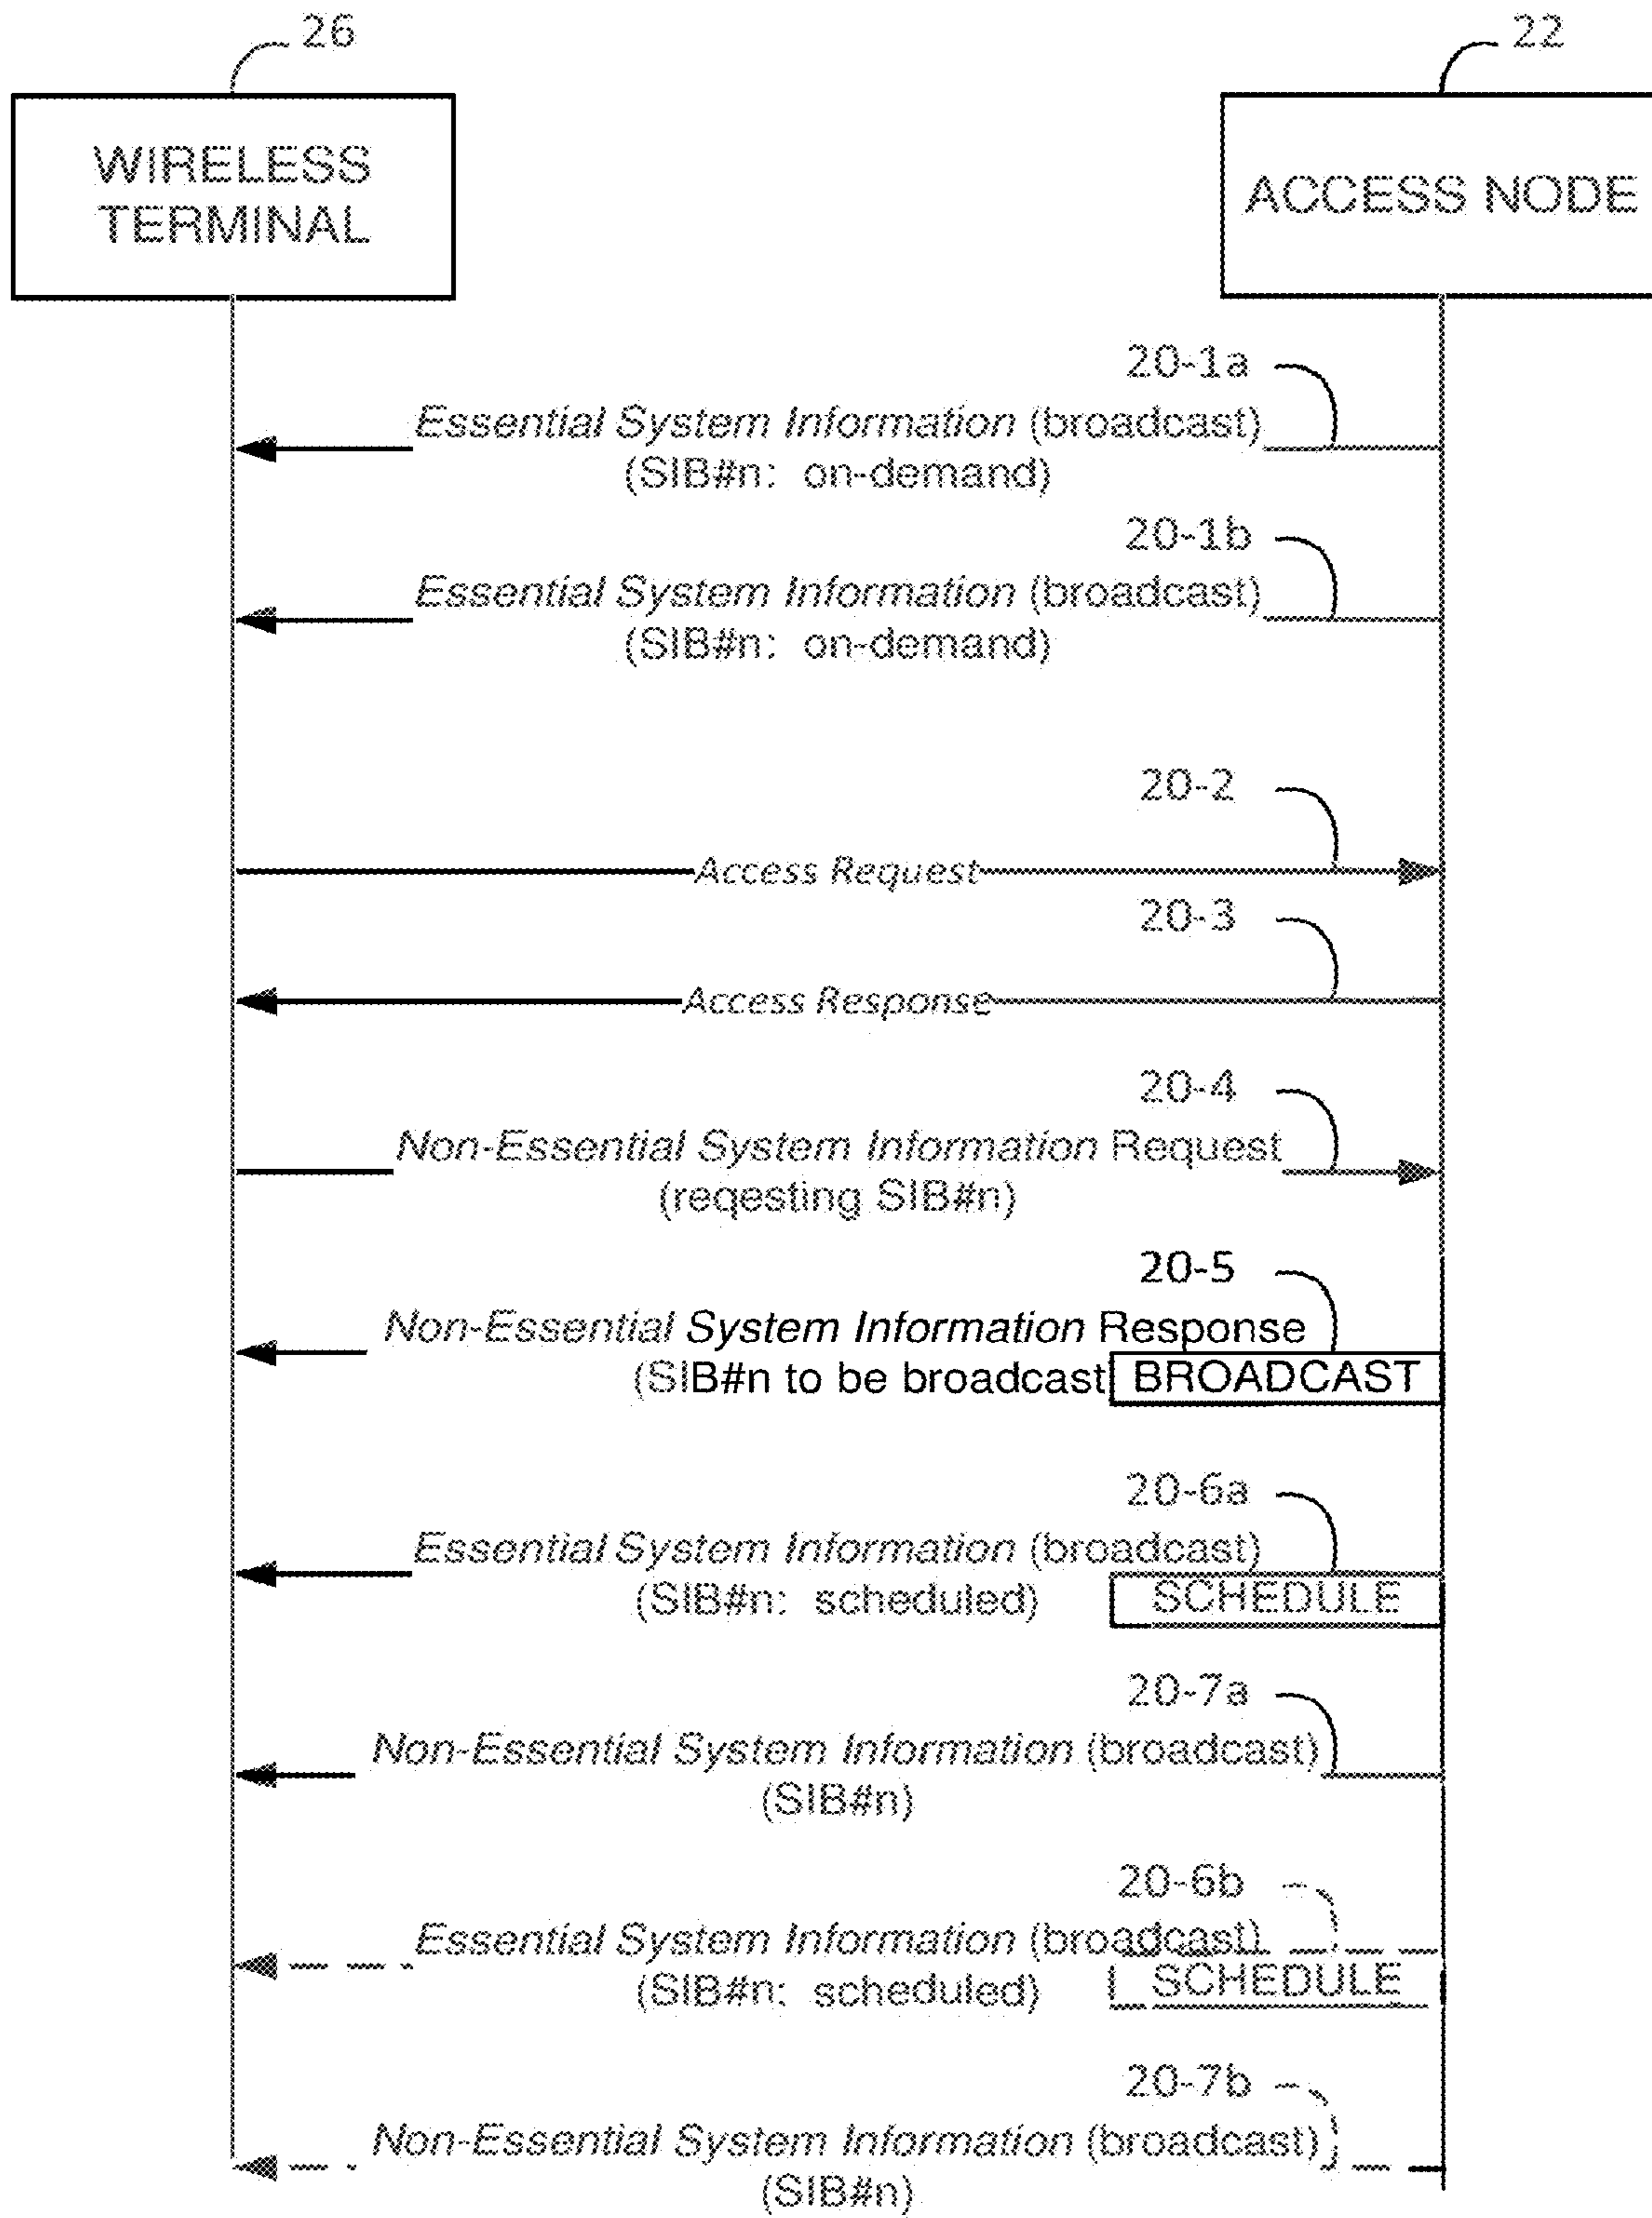 26
22
WIRELESS
TERMINAL
ACCESS NODE
20-1a
Essential System Information (broadcast)
(SIB#n: on-demand)
20-1b
Essential System Information (broadcast)
(SIB#n: on-demand)
20-2
Access Request
20-3
Access Response
20-4
Non-Essential System Information Request
(reqesting SIB#n)
20-5
Non-Essential System Information Response
(SIB#n to be broadcast BROADCAST
20-6a
Essential System Information (broadcast)
(SIB#n: scheduled) SCHEDULE
20-7a
Non-Essential System Information (broadcast)
(SIB#n)
20-6b
Essential System Information (broadcast)
(SIB#n: scheduled) SCHEDULE
20-7b
Non-Essential System Information (broadcast)
(SIB#n)